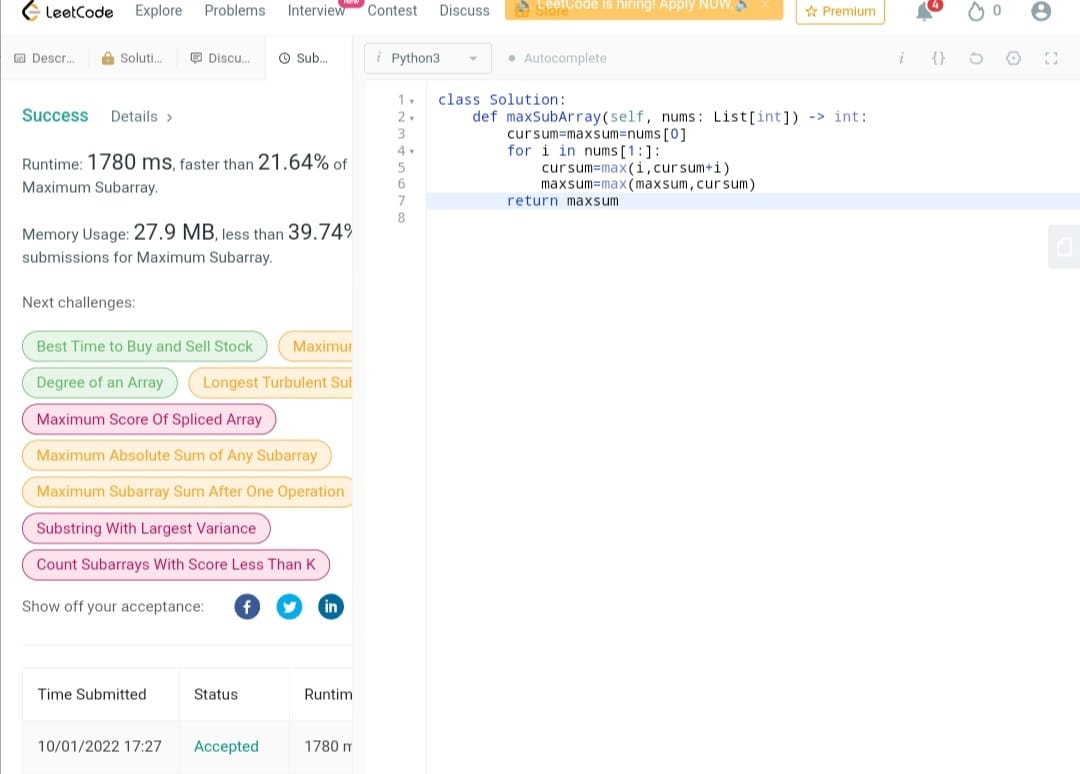 LeetCode Explore Problems Interview New Contest Discuss LeetCode is hiring! Apply NOW. Store Premium 4 0
Descr... Soluti... Discu... Sub... i Python3 Autocomplete i {}
Success Details >
Runtime: 1780 ms, faster than 21.64% of
Maximum Subarray.
Memory Usage: 27.9 MB, less than 39.74%
submissions for Maximum Subarray.
Next challenges:
Best Time to Buy and Sell Stock
Degree of an Array Longest Turbulent
Maximum Score Of Spliced Array
Maximum Absolute Sum of Any Subarray
Maximum Subarray Sum After One Operation
Substring With Largest Variance
Count Subarrays With Score Less Than K
Show off your acceptance: f in
Time Submitted Status Runtim
10/01/2022 17:27 Accepted 1780
1 class Solution:
2 def maxSubArray(self, nums: List[int]) -> int:
3 cursum=maxsum=nums[0]
4 for i in nums[1:]:
5 cursum=max(i,cursum+i)
6 maxsum=max(maxsum,cursum)
7 return maxsum
8